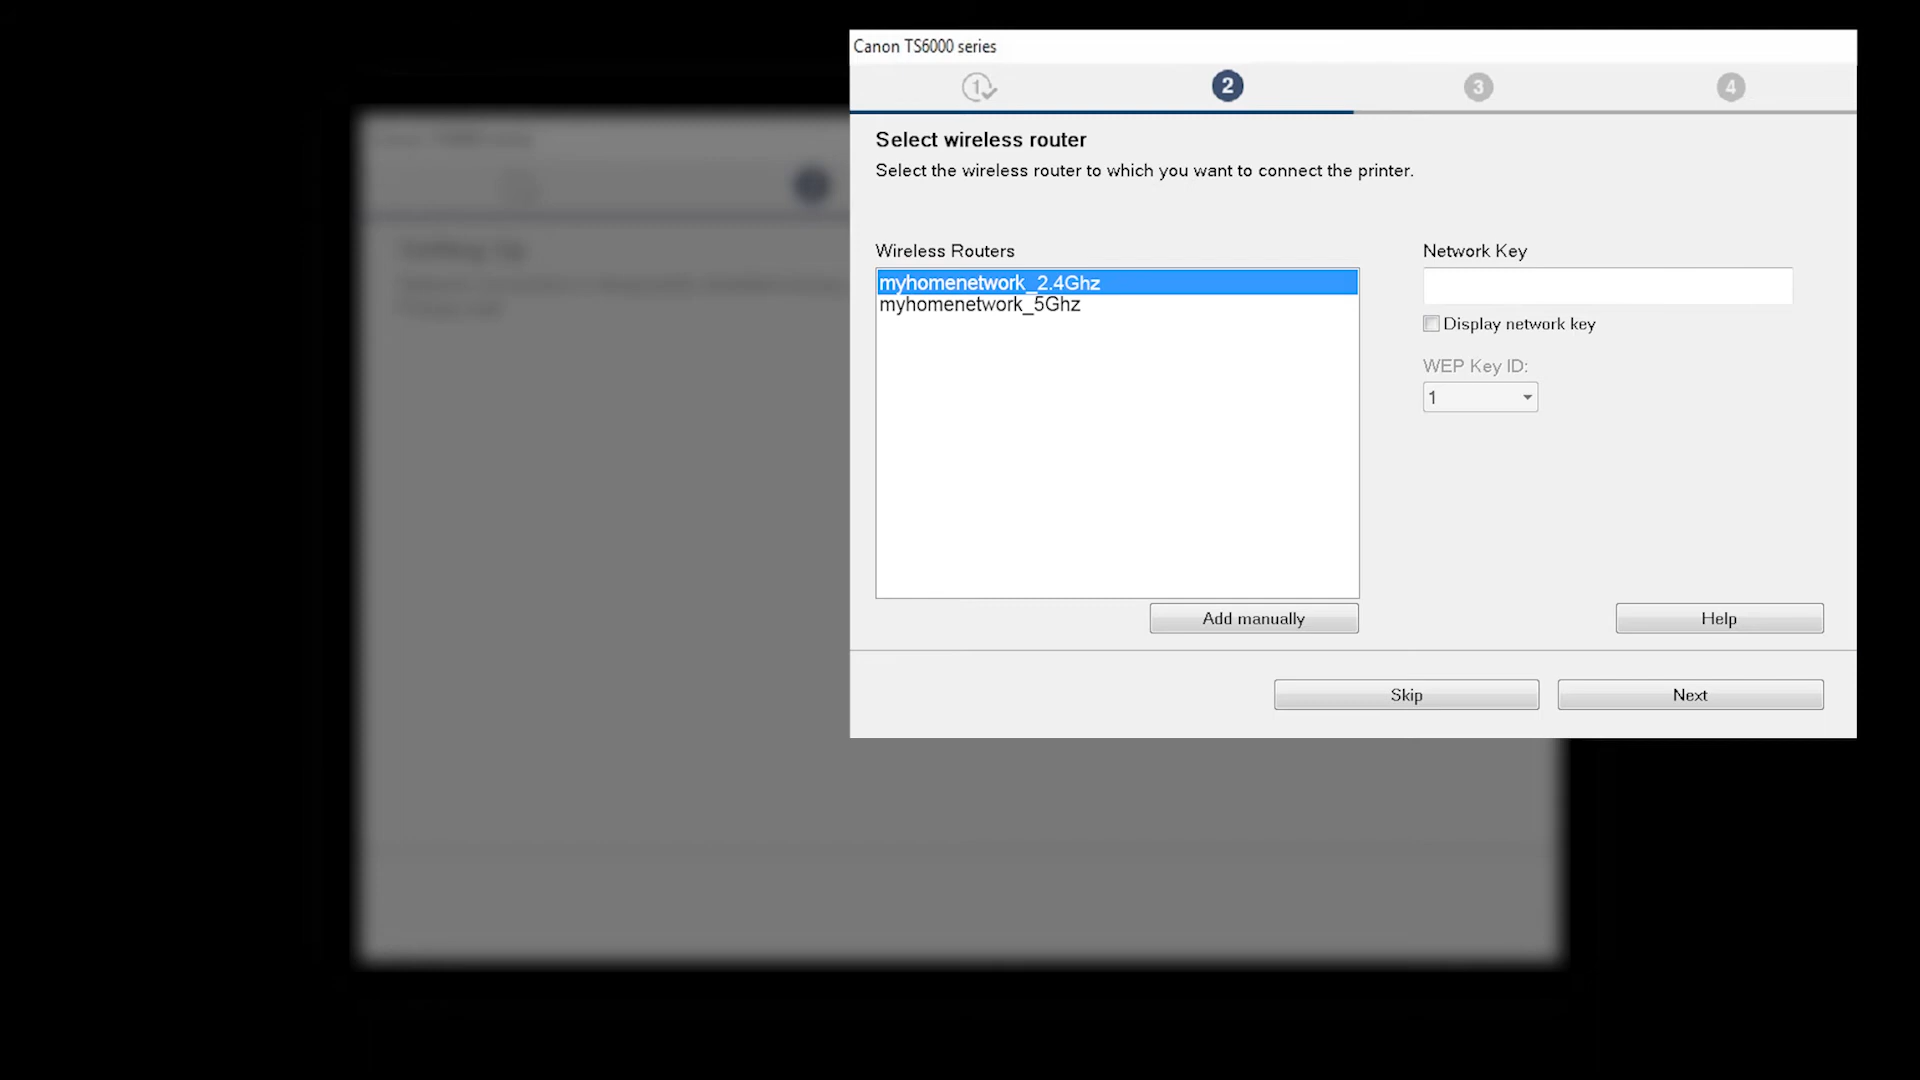 Canon TS6000 series
1
2
3
4
Select wireless router
Select the wireless router to which you want to connect the printer.
Wireless Routers
Network Key
myhomenetwork_2.4Ghz
myhomenetwork_5Ghz
Display network key
WEP Key ID:
1
Add manually
Help
Skip
Next